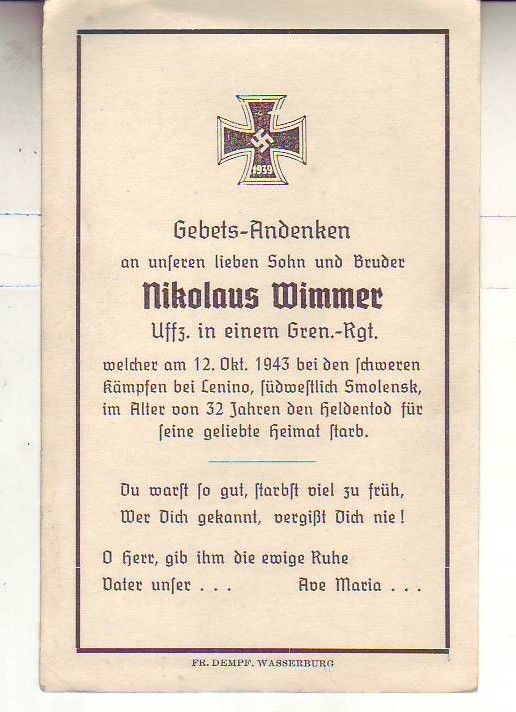 1939
Gebets-Andenken
an unſeren lieben Sohn und Bruder
Nikolaus Wimmer
Uffz. in einem Gren.-Rgt.
welcher am 12. Okt. 1943 bei den ſchweren
Kämpfen bei Lenino, ſüdweſtlich Smolensk,
im Alter von 32 Jahren den Heldentod für
ſeine geliebte Heimat ſtarb.
Du warſt ſo gut, ſtarbſt viel zu früh,
Wer Dich gekannt, vergißt Dich nie!
O Herr, gib ihm die ewige Ruhe
Vater unſer . . . Ave Maria . . .
FR. DEMPF, WASSERBURG